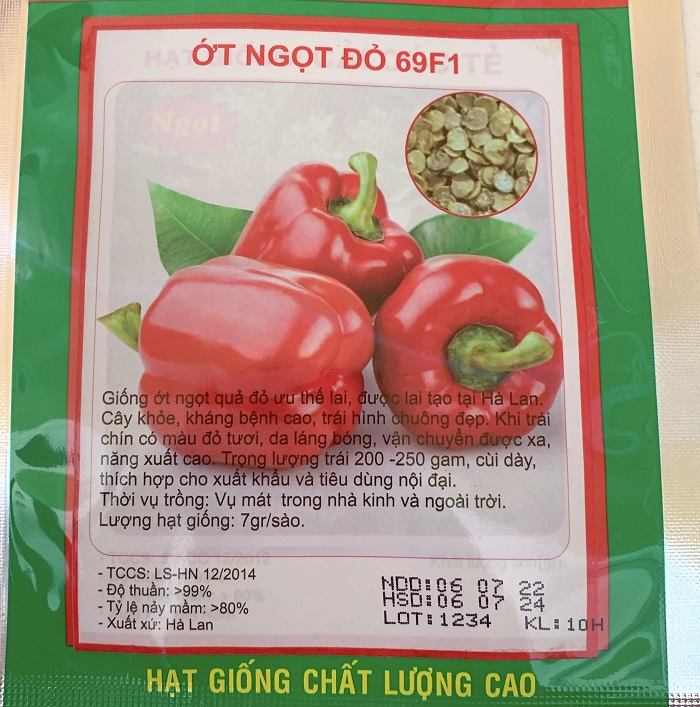 ỚT NGỌT ĐỎ 69F1
Ngọt
Giống ớt ngọt quả đỏ ưu thế lai, được lai tạo tại Hà Lan.
Cây khỏe, kháng bệnh cao, trái hình chuông đẹp. Khi trái
chín có màu đỏ tươi, da láng bóng, vận chuyển được xa,
năng xuất cao. Trọng lượng trái 200 -250 gam, cùi dày,
thích hợp cho xuất khẩu và tiêu dùng nội đại.
Thời vụ trồng: Vụ mát trong nhà kinh và ngoài trời.
Lượng hạt giống: 7gr/sào.
- TCCS: LS-HN 12/2014
- Độ thuần: >99%
- Tỷ lệ nảy mầm: >80%
- Xuất xứ: Hà Lan
NDD:06 07 22
HSD:06 07 24
LOT:1234 KL:10H
HẠT GIỐNG CHẤT LƯỢNG CAO